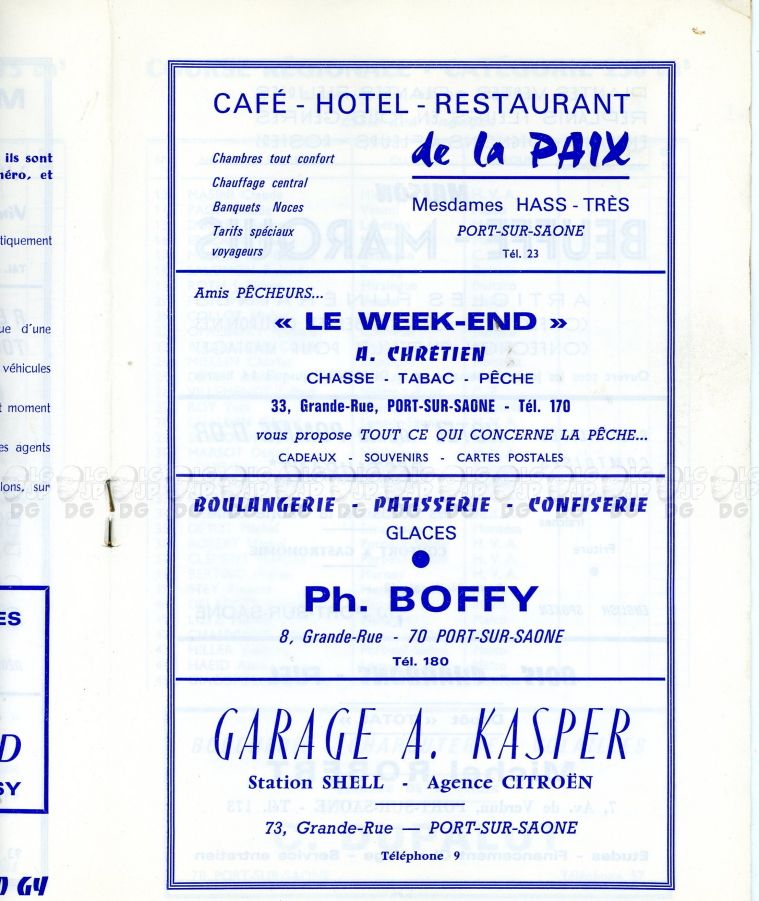 CAFÉ - HOTEL - RESTAURANT
de la PAIX
Chambres tout confort
Chauffage central
Banquets Noces
Tarifs spéciaux
voyageurs
Mesdames HASS - TRÈS
PORT-SUR-SAONE
Tél. 23
Amis PÊCHEURS...
« LE WEEK-END »
A. CHRÉTIEN
CHASSE - TABAC - PÊCHE
33, Grande-Rue, PORT-SUR-SAONE - Tél. 170
vous propose TOUT CE QUI CONCERNE LA PÊCHE...
CADEAUX - SOUVENIRS - CARTES POSTALES
BOULANGERIE - PATISSERIE - CONFISERIE
GLACES
Ph. BOFFY
8, Grande-Rue - 70 PORT-SUR-SAONE
Tél. 180
GARAGE A. KASPER
Station SHELL - Agence CITROËN
73, Grande-Rue — PORT-SUR-SAONE
Téléphone 9
ils sont
méro, et
tiquement
ue d'une
véhicules
t moment
es agents
lons, sur
ES
D
SY
GY